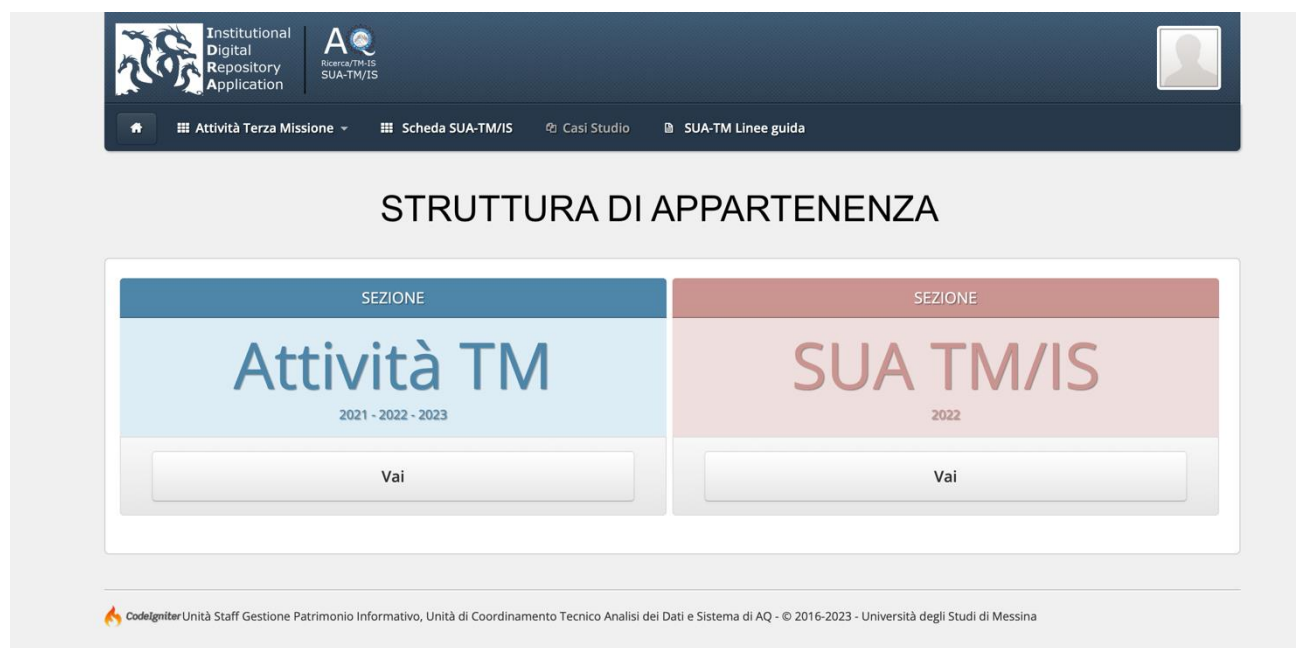 Institutional
Digital
Repository
Application
AQ
Ricerca/TM-IS
SUA-TM/IS
Attività Terza Missione
Scheda SUA-TM/IS
Casi Studio
SUA-TM Linee guida
STRUTTURA DI APPARTENENZA
SEZIONE
Attività TM
2021 - 2022 - 2023
Vai
SEZIONE
SUA TM/IS
2022
Vai
CodeIgniter Unità Staff Gestione Patrimonio Informativo, Unità di Coordinamento Tecnico Analisi dei Dati e Sistema di AQ - © 2016-2023 - Università degli Studi di Messina